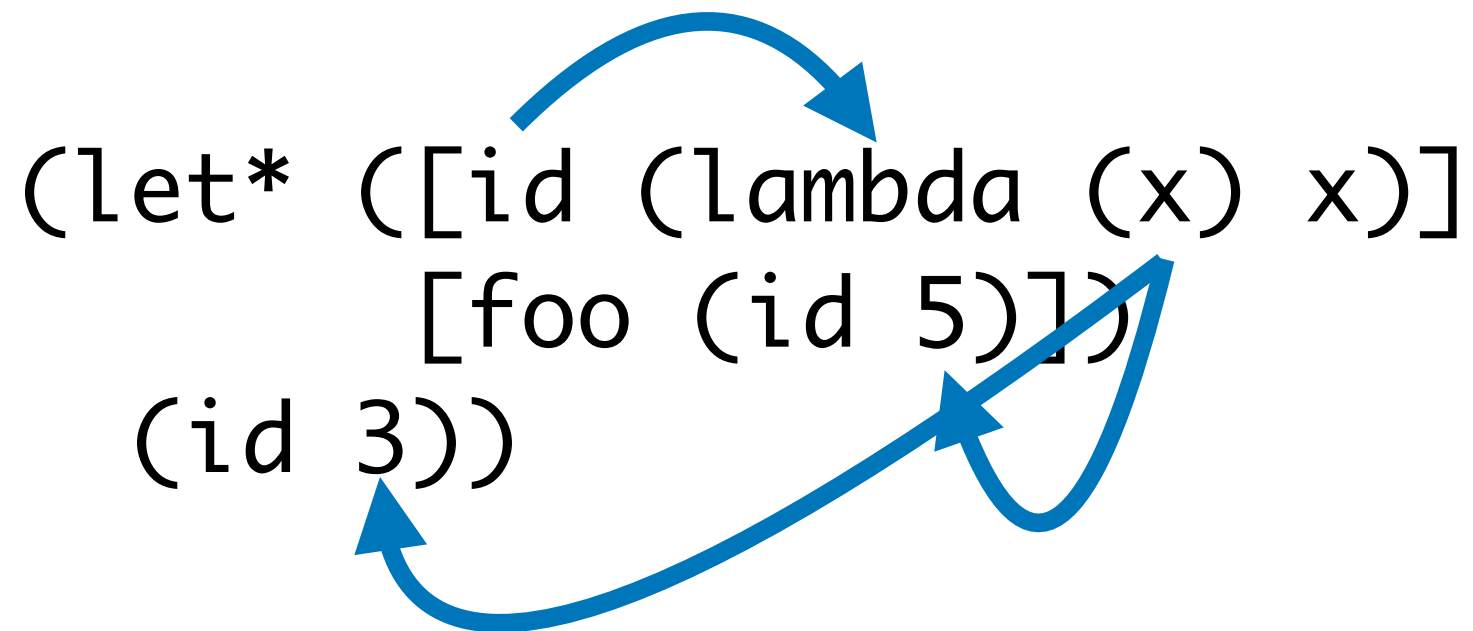 (let* ([id (lambda (x) x)]
[foo (id 5)])
(id 3))